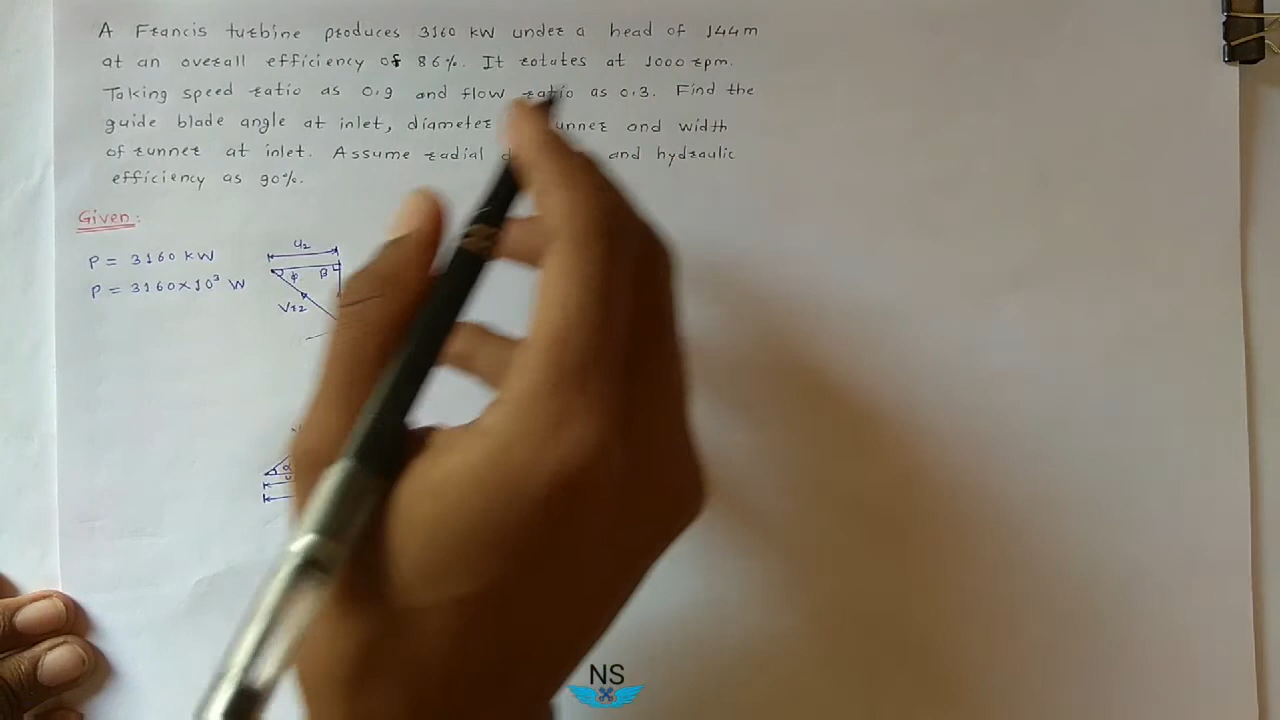 A Francis turbine produces 3160 kW under a head of 144m
at an overall efficiency of 86%. It rotates at 1000 rpm.
Taking speed ratio as 0.9 and flow ratio as 0.3. Find the
guide blade angle at inlet, diameter and width
of runner at inlet. Assume radial and hydraulic
efficiency as 90%.
Given:
P = 3160 KW
P = 3160×10³ W
u2
φ β
Vr2
α
NS